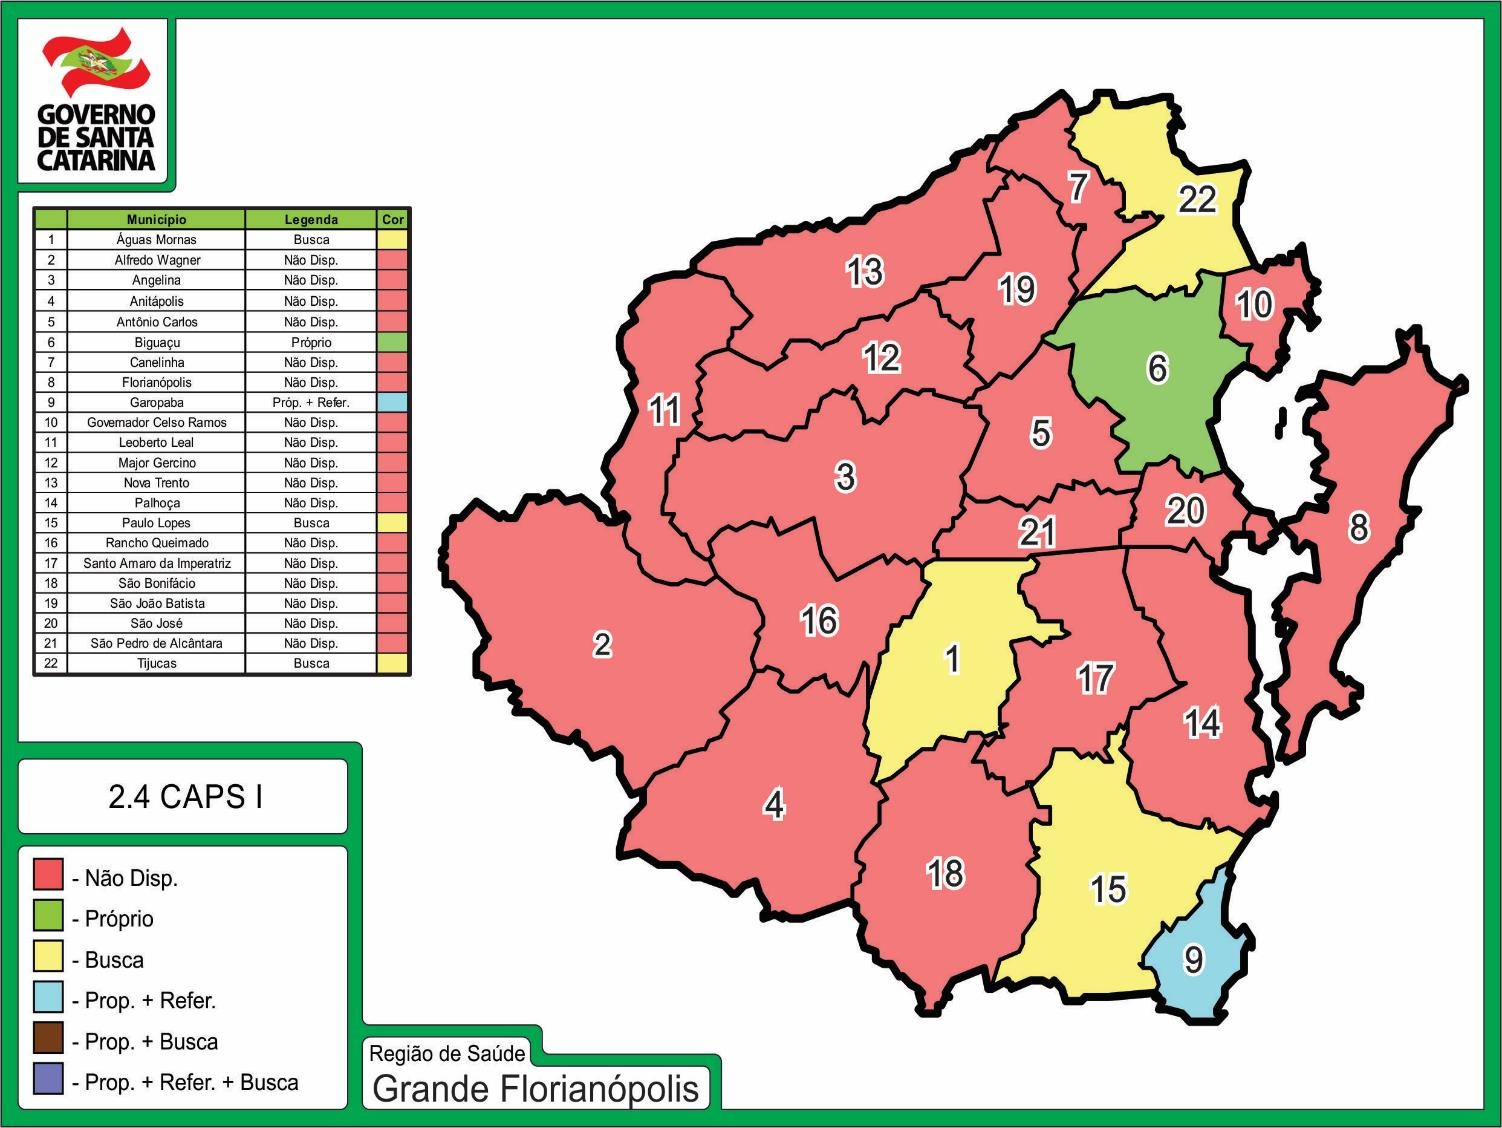 GOVERNO
DE SANTA
CATARINA
Município Legenda Cor
1 Águas Mornas Busca
2 Alfredo Wagner Não Disp.
3 Angelina Não Disp.
4 Anitápolis Não Disp.
5 Antônio Carlos Não Disp.
6 Biguaçu Próprio
7 Canelinha Não Disp.
8 Florianópolis Não Disp.
9 Garopaba Próp. + Refer.
10 Governador Celso Ramos Não Disp.
11 Leoberto Leal Não Disp.
12 Major Gercino Não Disp.
13 Nova Trento Não Disp.
14 Palhoça Não Disp.
15 Paulo Lopes Busca
16 Rancho Queimado Não Disp.
17 Santo Amaro da Imperatriz Não Disp.
18 São Bonifácio Não Disp.
19 São João Batista Não Disp.
20 São José Não Disp.
21 São Pedro de Alcântara Não Disp.
22 Tijucas Busca
7
22
13
19
10
12
6
11
5
3
20
21
8
16
2
1
17
14
4
18
15
9
2.4 CAPS I
- Não Disp.
- Próprio
- Busca
- Prop. + Refer.
- Prop. + Busca
- Prop. + Refer. + Busca
Região de Saúde
Grande Florianópolis